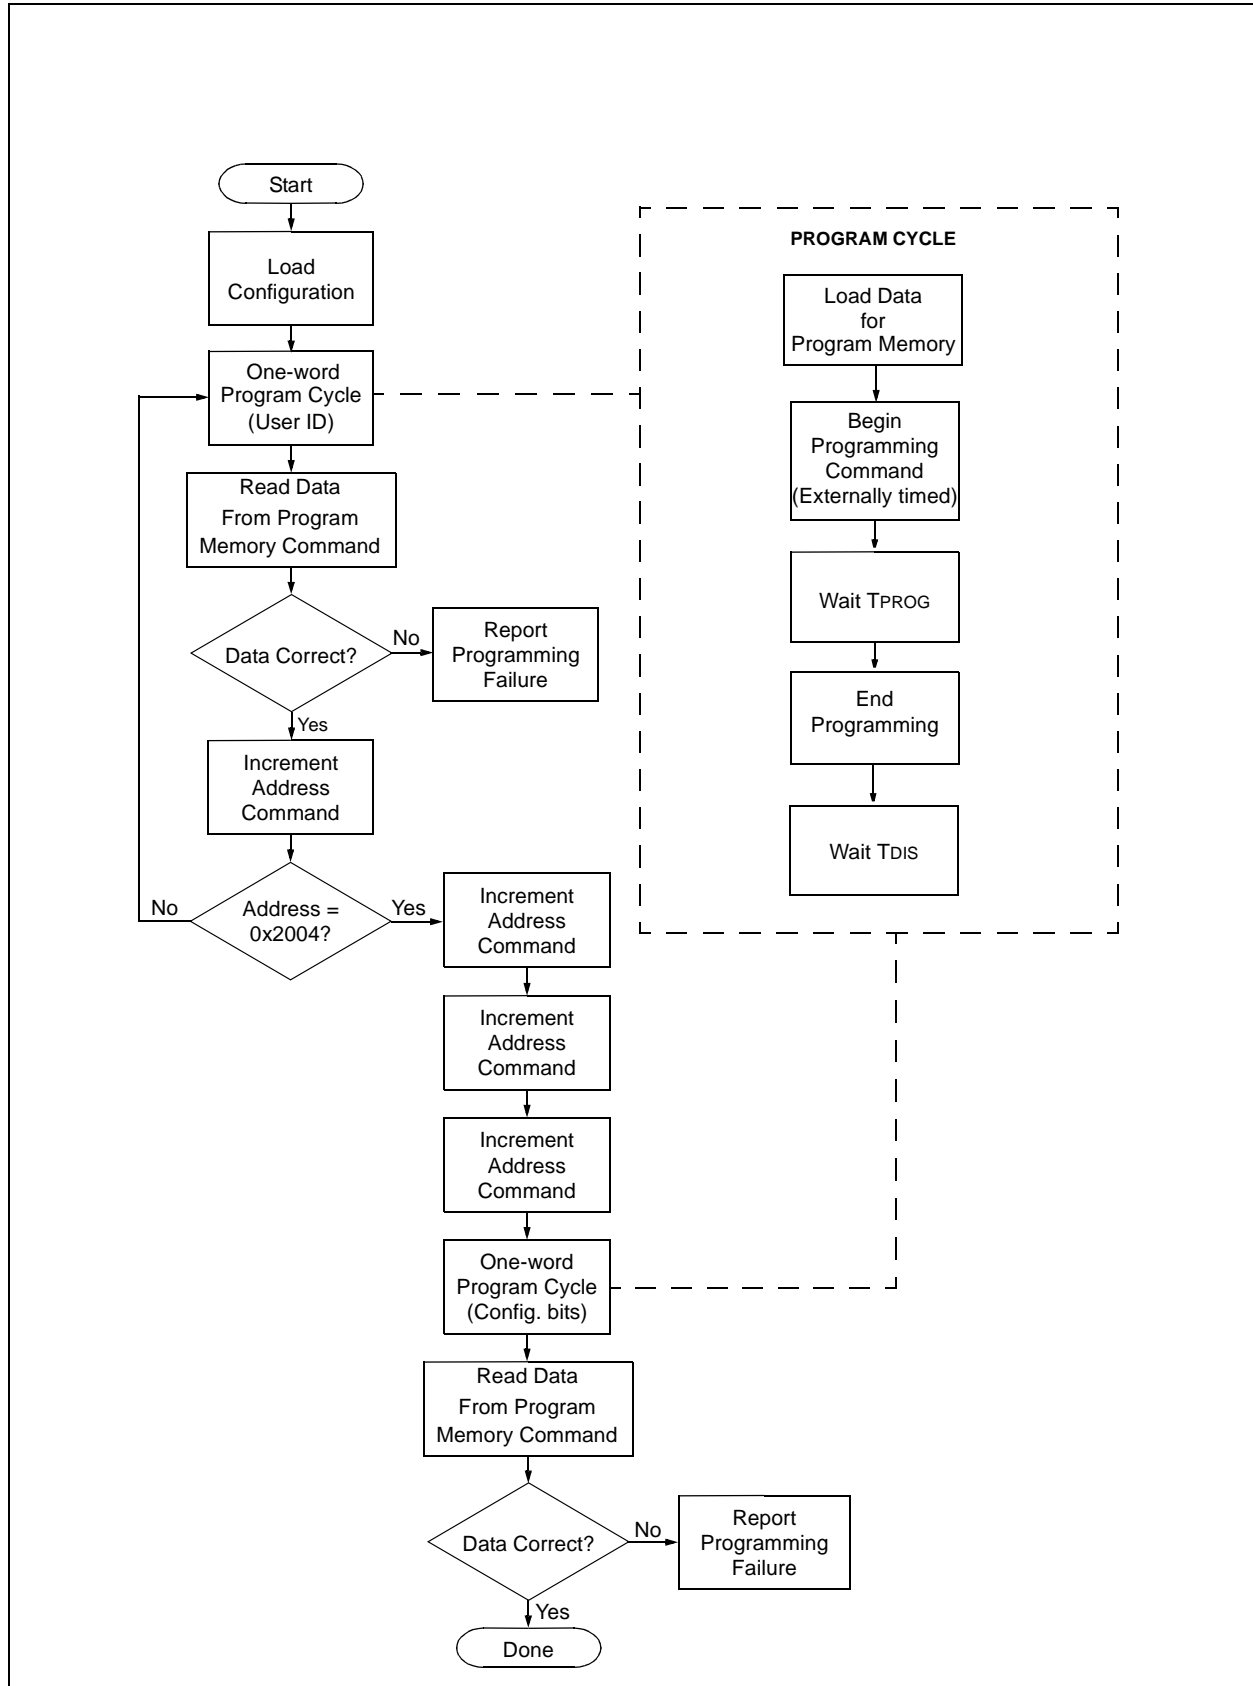 Start
Load
Configuration
One-word
Program Cycle
(User ID)
Read Data
From Program
Memory Command
Data Correct?
No
Report
Programming
Failure
Yes
Increment
Address
Command
Address =
0x2004?
No
Yes
Increment
Address
Command
Increment
Address
Command
Increment
Address
Command
One-word
Program Cycle
(Config. bits)
Read Data
From Program
Memory Command
Data Correct?
No
Report
Programming
Failure
Yes
Done
PROGRAM CYCLE
Load Data
for
Program Memory
Begin
Programming
Command
(Externally timed)
Wait TPROG
End
Programming
Wait TDIS